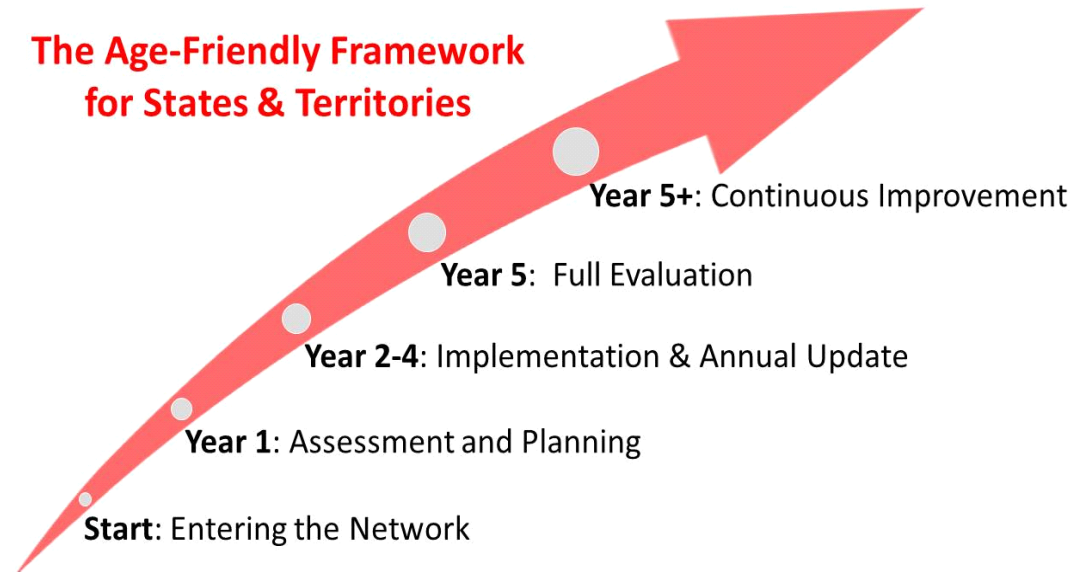 The Age-Friendly Framework
for States & Territories
Year 5+: Continuous Improvement
Year 5:  Full Evaluation
Year 2-4: Implementation & Annual Update
Year 1: Assessment and Planning
Start: Entering the Network